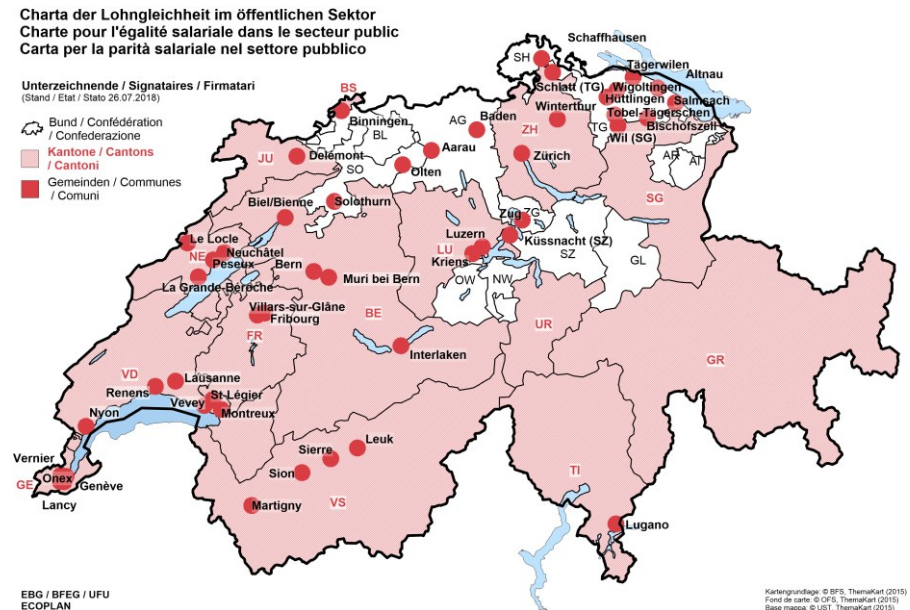 Charta der Lohngleichheit im öffentlichen Sektor
Charte pour l'égalité salariale dans le secteur public
Carta per la parità salariale nel settore pubblico
Unterzeichnende / Signataires / Firmatari
(Stand / Etat / Stato 26.07.2018)
Bund / Confédération
/ Confederazione
Kantone / Cantons
/ Cantoni
Gemeinden / Communes
/ Comuni
Schaffhausen
SH
Tägerwilen
Altnau
Schlatt (TG)
Wigoltingen
Hüttlingen
Salmsach
Winterthur
Tobel-Tägerschen
BS
Binningen
BL
AG
Baden
ZH
TG
Bischofszell
Wil (SG)
JU
Delémont
SO
Aarau
Olten
Zürich
AR
AI
SG
Biel/Bienne
Solothurn
Zug
ZG
Le Locle
NE
Neuchâtel
Peseux
Luzern
LU
Kriens
Küssnacht (SZ)
SZ
GL
Bern
Muri bei Bern
La Grande-Béroche
OW
NW
Villars-sur-Glâne
Fribourg
FR
BE
UR
Interlaken
GR
VD
Lausanne
Renens
St-Légier
Vevey
Montreux
Nyon
Vernier
Onex
GE
Genève
Lancy
Sierre
Leuk
Sion
Martigny
VS
TI
Lugano
EBG / BFEG / UFU
ECOPLAN
Kartengrundlage: © BFS, ThemaKart (2015)
Fond de carte: © OFS, ThemaKart (2015)
Base mappa: © UST, ThemaKart (2015)